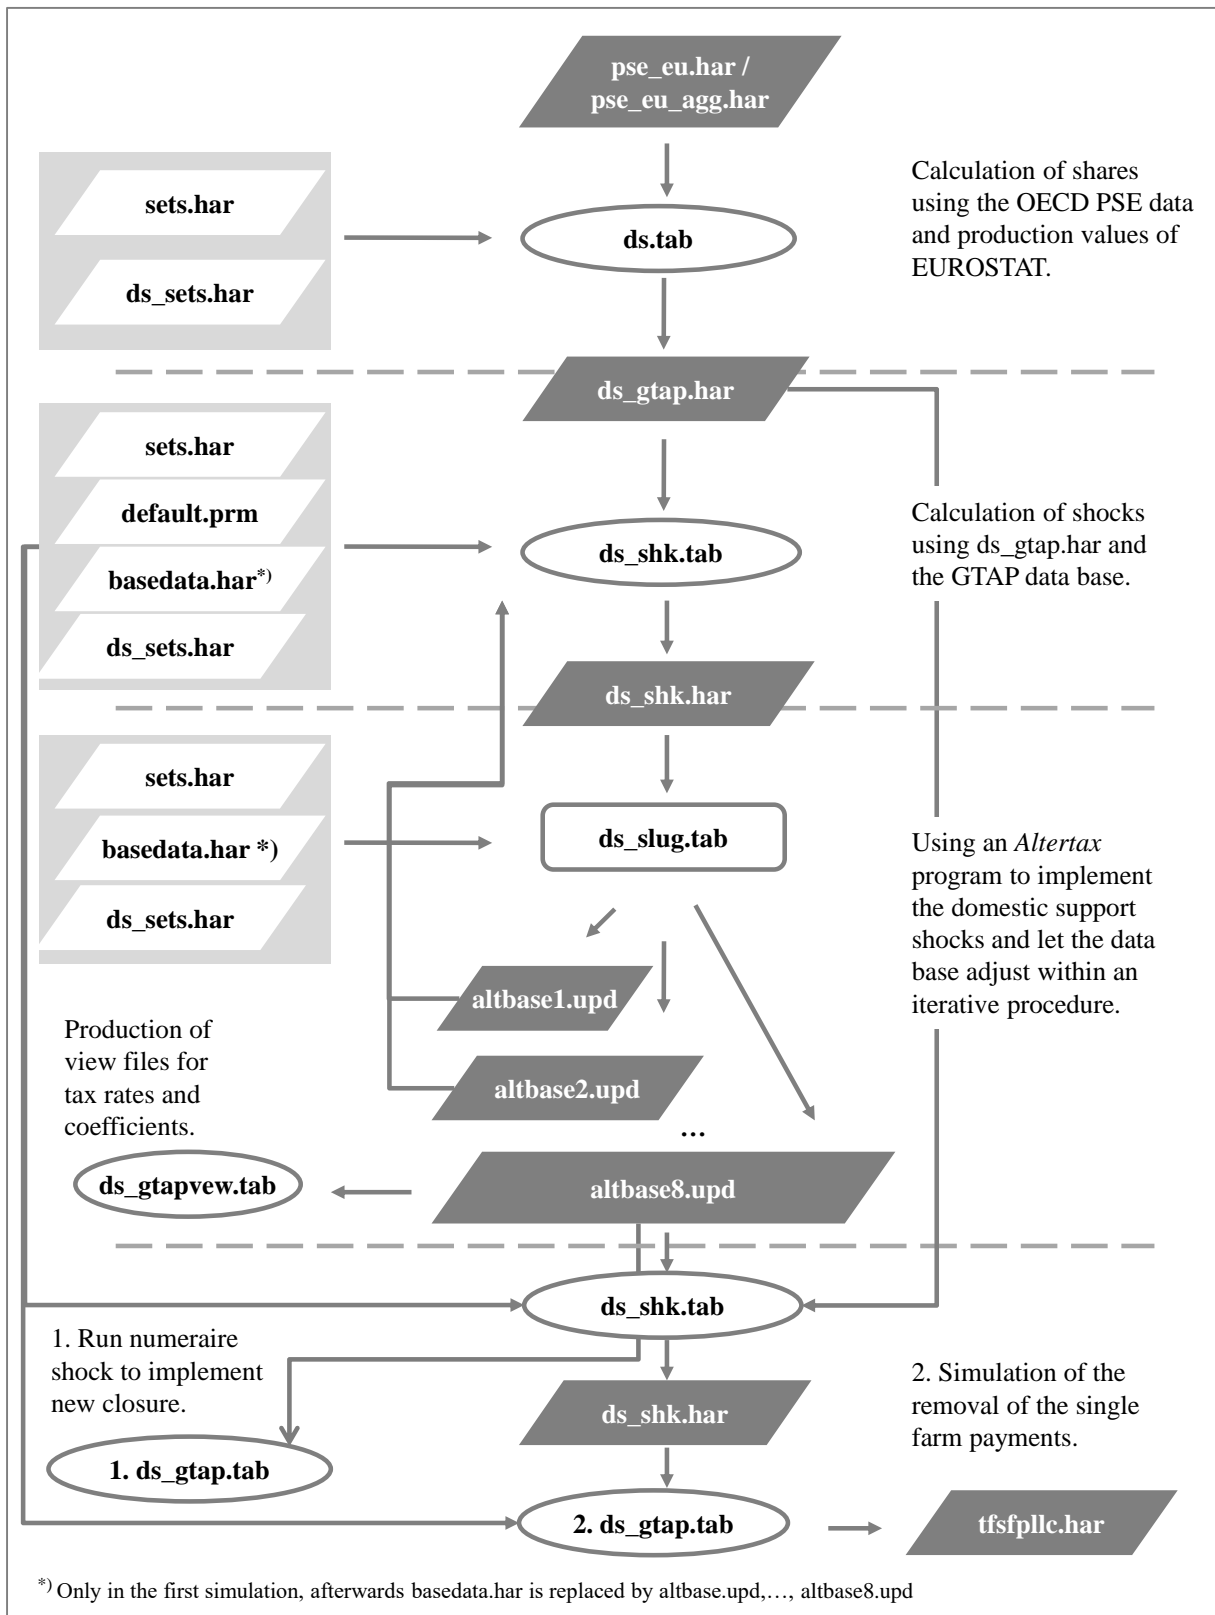 pse_eu.har /
pse_eu_agg.har
sets.har
ds_sets.har
ds.tab
Calculation of shares
using the OECD PSE data
and production values of
EUROSTAT.
ds_gtap.har
sets.har
default.prm
basedata.har*)
ds_sets.har
ds_shk.tab
Calculation of shocks
using ds_gtap.har and
the GTAP data base.
ds_shk.har
sets.har
basedata.har *)
ds_sets.har
ds_slug.tab
Using an Altertax
program to implement
the domestic support
shocks and let the data
base adjust within an
iterative procedure.
altbase1.upd
altbase2.upd
...
Production of
view files for
tax rates and
coefficients.
ds_gtapvew.tab
altbase8.upd
ds_shk.tab
1. Run numeraire
shock to implement
new closure.
1. ds_gtap.tab
ds_shk.har
2. Simulation of the
removal of the single
farm payments.
2. ds_gtap.tab
tfsfpllc.har
*) Only in the first simulation, afterwards basedata.har is replaced by altbase.upd,…, altbase8.upd